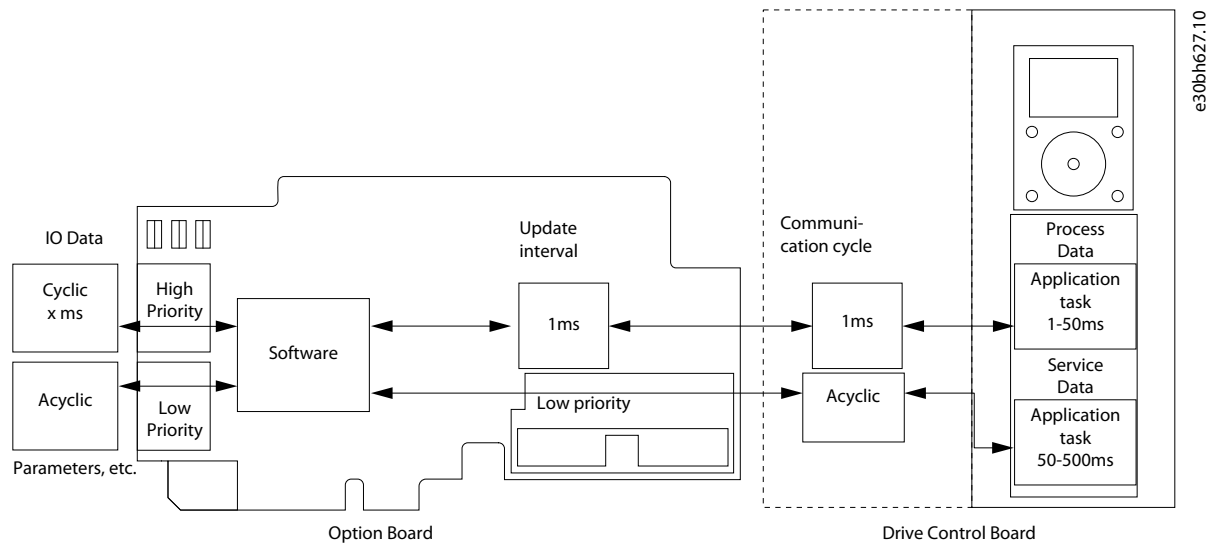 e30bh627.10
IO Data
Cyclic
x ms
High
Priority
Software
Update
interval
1ms
Communi-
cation cycle
1ms
Process
Data
Application
task
1-50ms
Acyclic
Low
Priority
Low priority
Acyclic
Service
Data
Application
task
50-500ms
Parameters, etc.
Option Board
Drive Control Board